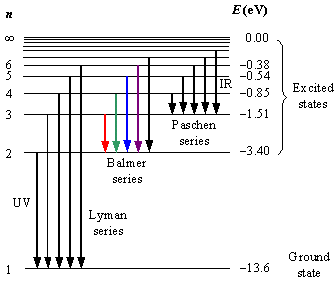 n E (eV)
∞ 0.00
6 −0.38
5 −0.54
IR
4 −0.85
Excited
states
3 −1.51
Paschen
series
2 −3.40
Balmer
series
UV
Lyman
series
Ground
state
1 −13.6